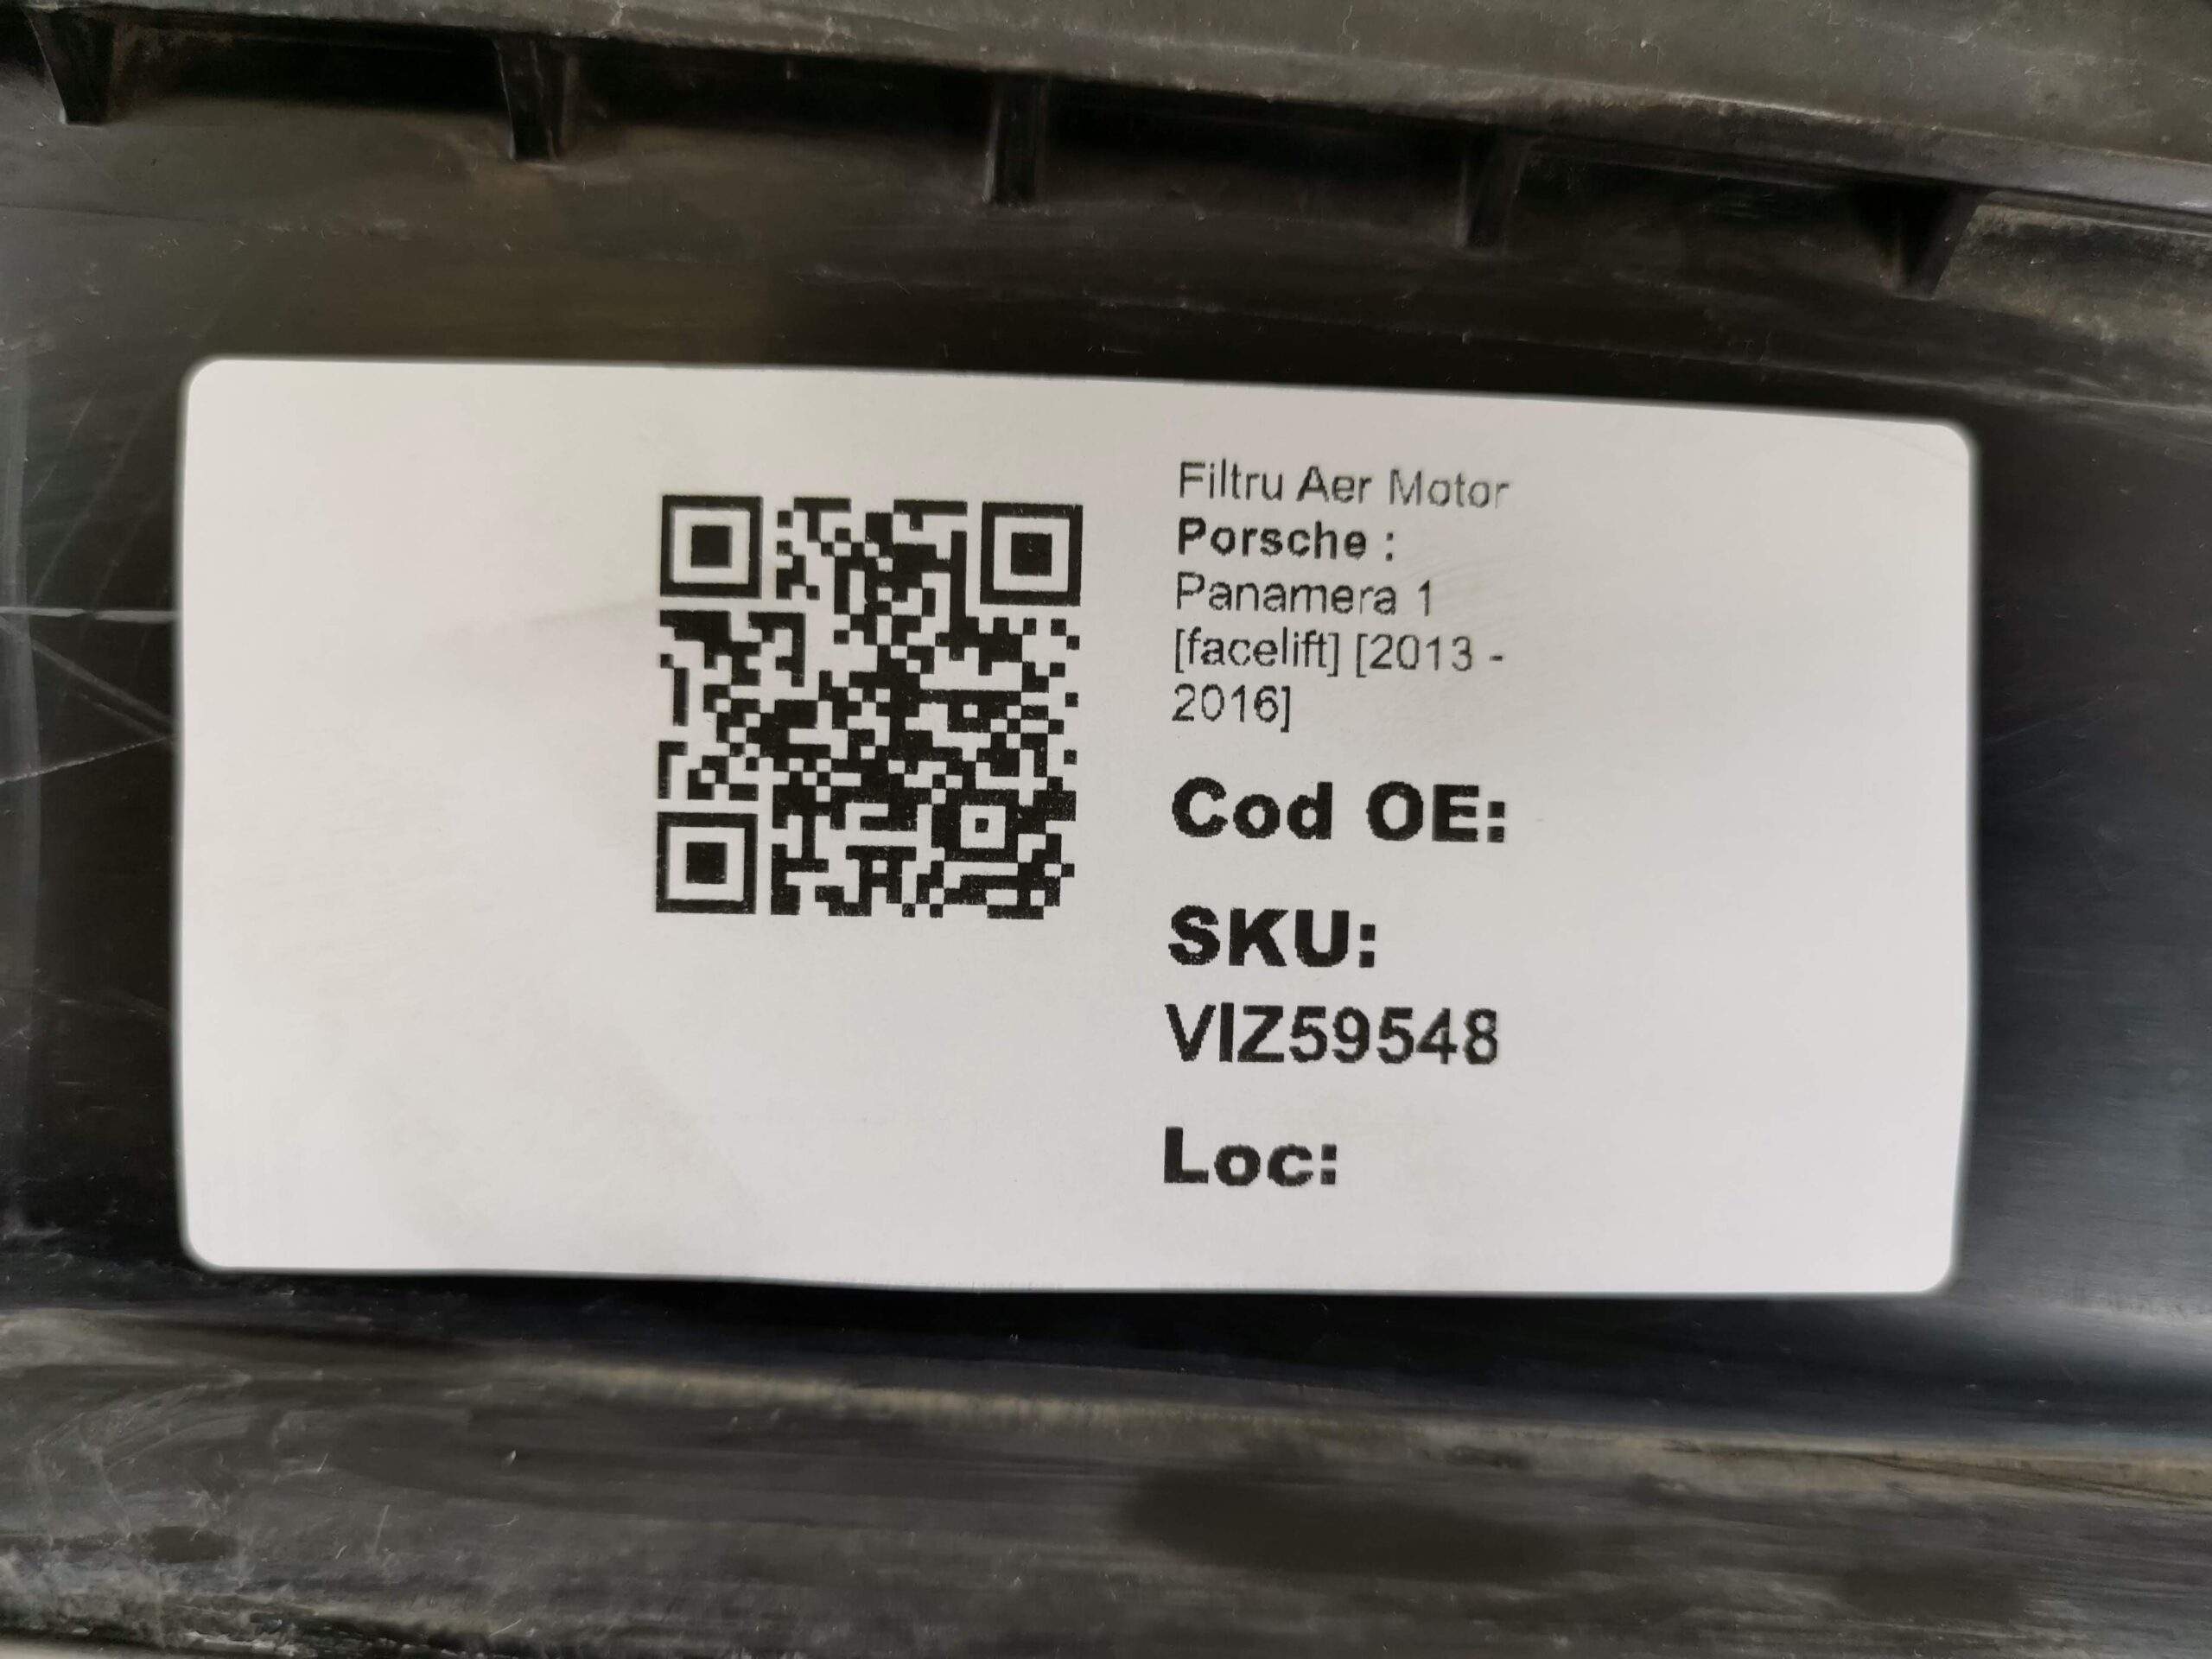 Filtru Aer Motor
Porsche :
Panamera 1
[facelift] [2013 -
2016]
Cod OE:
SKU:
VIZ59548
Loc: